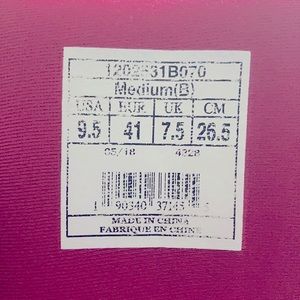 Medium(B)
USA EUR UK CM
9.5 41 7.5 26.5
05/18 4328
MADE IN CHINA
FABRIQUE EN CHINE